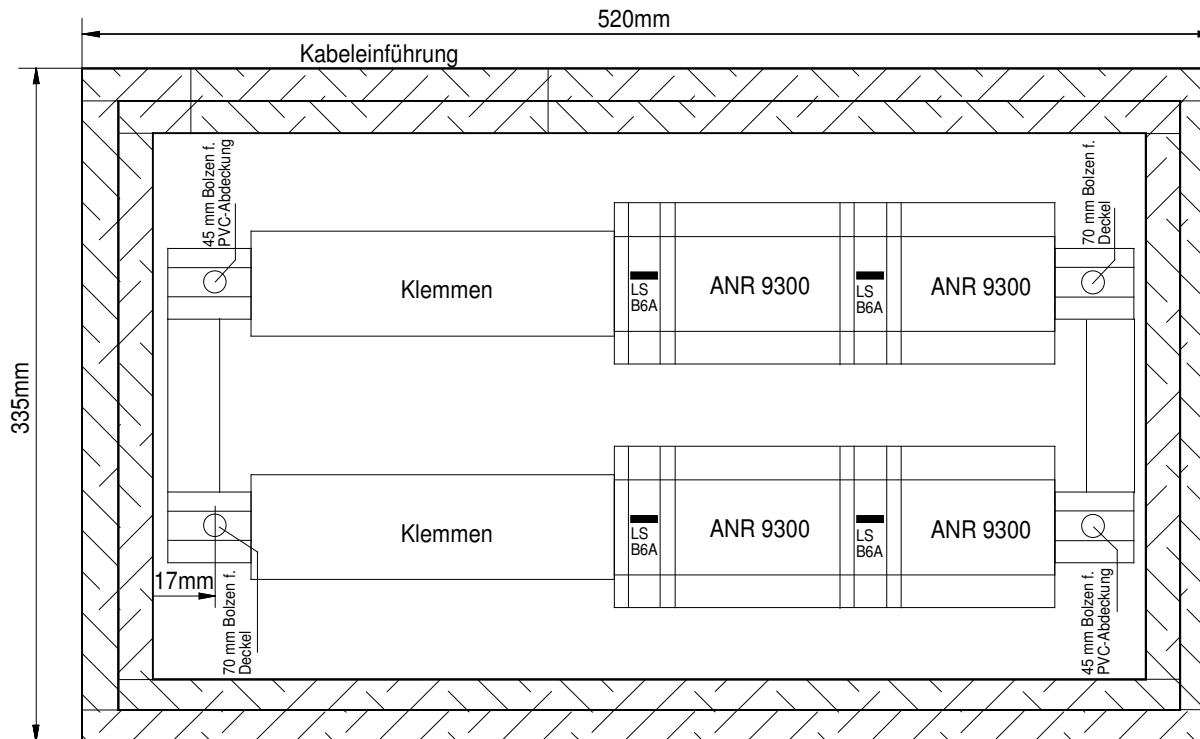 520mm
Kabeleinführung
45 mm Bolzen f.
PVC-Abdeckung
70 mm Bolzen f.
Deckel
Klemmen
LS
B6A
ANR 9300
LS
B6A
ANR 9300
335mm
Klemmen
LS
B6A
ANR 9300
LS
B6A
ANR 9300
17mm
70 mm Bolzen f.
Deckel
45 mm Bolzen f.
PVC-Abdeckung